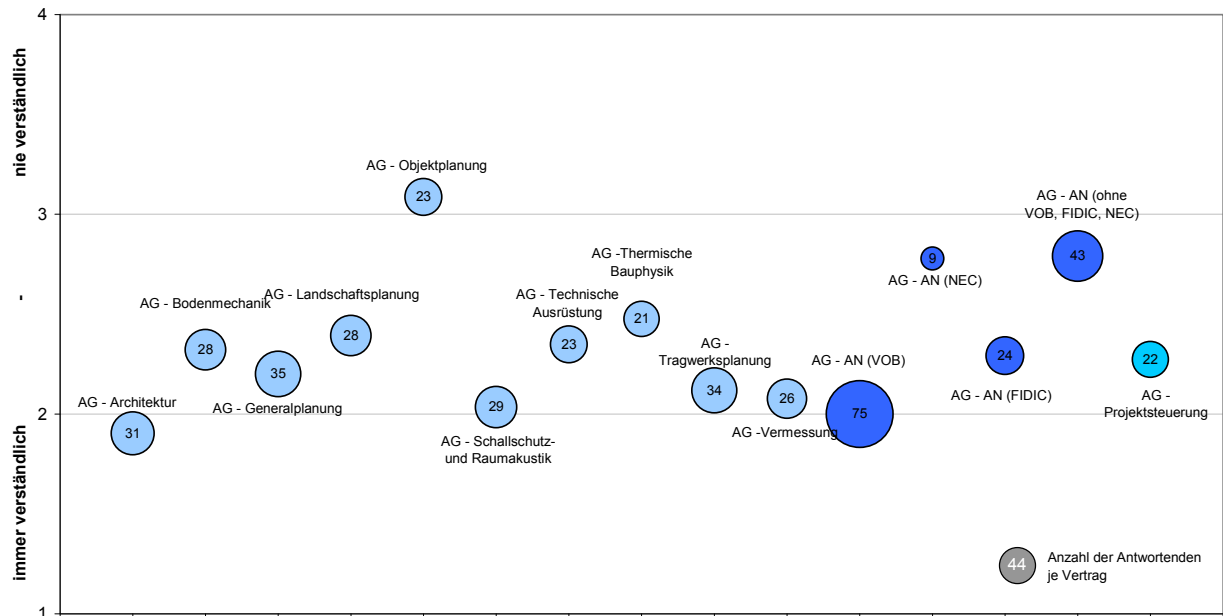 4
3
2
1
nie verständlich
-
immer verständlich
AG - Architektur
31
AG - Bodenmechanik
28
AG - Generalplanung
35
AG - Landschaftsplanung
28
AG - Objektplanung
23
AG - Schallschutz-
und Raumakustik
29
AG - Technische
Ausrüstung
23
AG -Thermische
Bauphysik
21
AG -
Tragwerksplanung
34
AG -Vermessung
26
AG - AN (VOB)
75
AG - AN (NEC)
9
AG - AN (FIDIC)
24
AG - AN (ohne
VOB, FIDIC, NEC)
43
AG -
Projektsteuerung
22
44
Anzahl der Antwortenden
je Vertrag